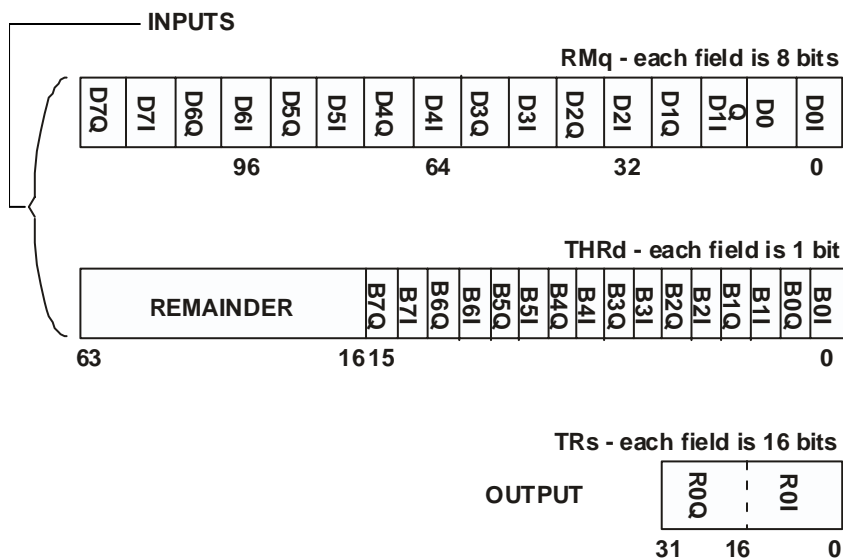 INPUTS
RMq - each field is 8 bits
D7Q D7I D6Q D6I D5Q D5I D4Q D4I D3Q D3I D2Q D2I D1Q D1I Q D0 D0I
96 64 32 0
THRd - each field is 1 bit
REMAINDER B7Q B7I B6Q B6I B5Q B5I B4Q B4I B3Q B3I B2Q B2I B1Q B1I B0Q B0I
63 16 15 0
TRs - each field is 16 bits
OUTPUT R0Q R0I
31 16 0